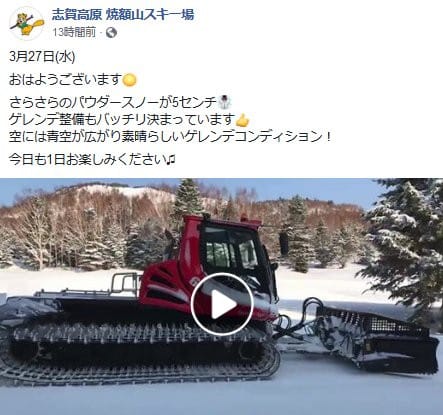 志賀高原 焼額山スキー場
13時間前 ·
3月27日(水)
おはようございます🌕
さらさらのパウダースノーが5センチ☃
ゲレンデ整備もバッチリ決まっています👍
空には青空が広がり素晴らしいゲレンデコンディション！
今日も1日お楽しみください♫